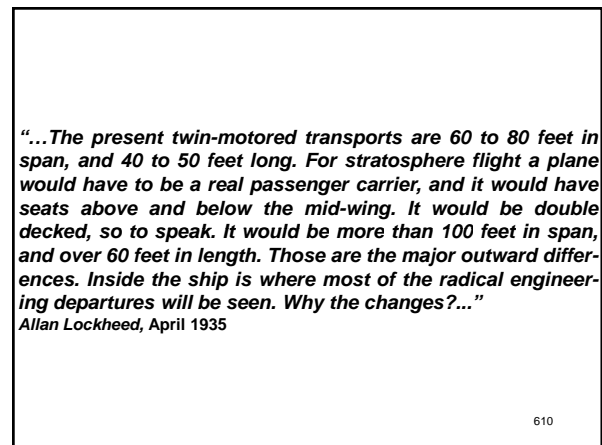 “…The present twin-motored transports are 60 to 80 feet in
span, and 40 to 50 feet long. For stratosphere flight a plane
would have to be a real passenger carrier, and it would have
seats above and below the mid-wing. It would be double
decked, so to speak. It would be more than 100 feet in span,
and over 60 feet in length. Those are the major outward differ-
ences. Inside the ship is where most of the radical engineer-
ing departures will be seen. Why the changes?...”
Allan Lockheed, April 1935
610